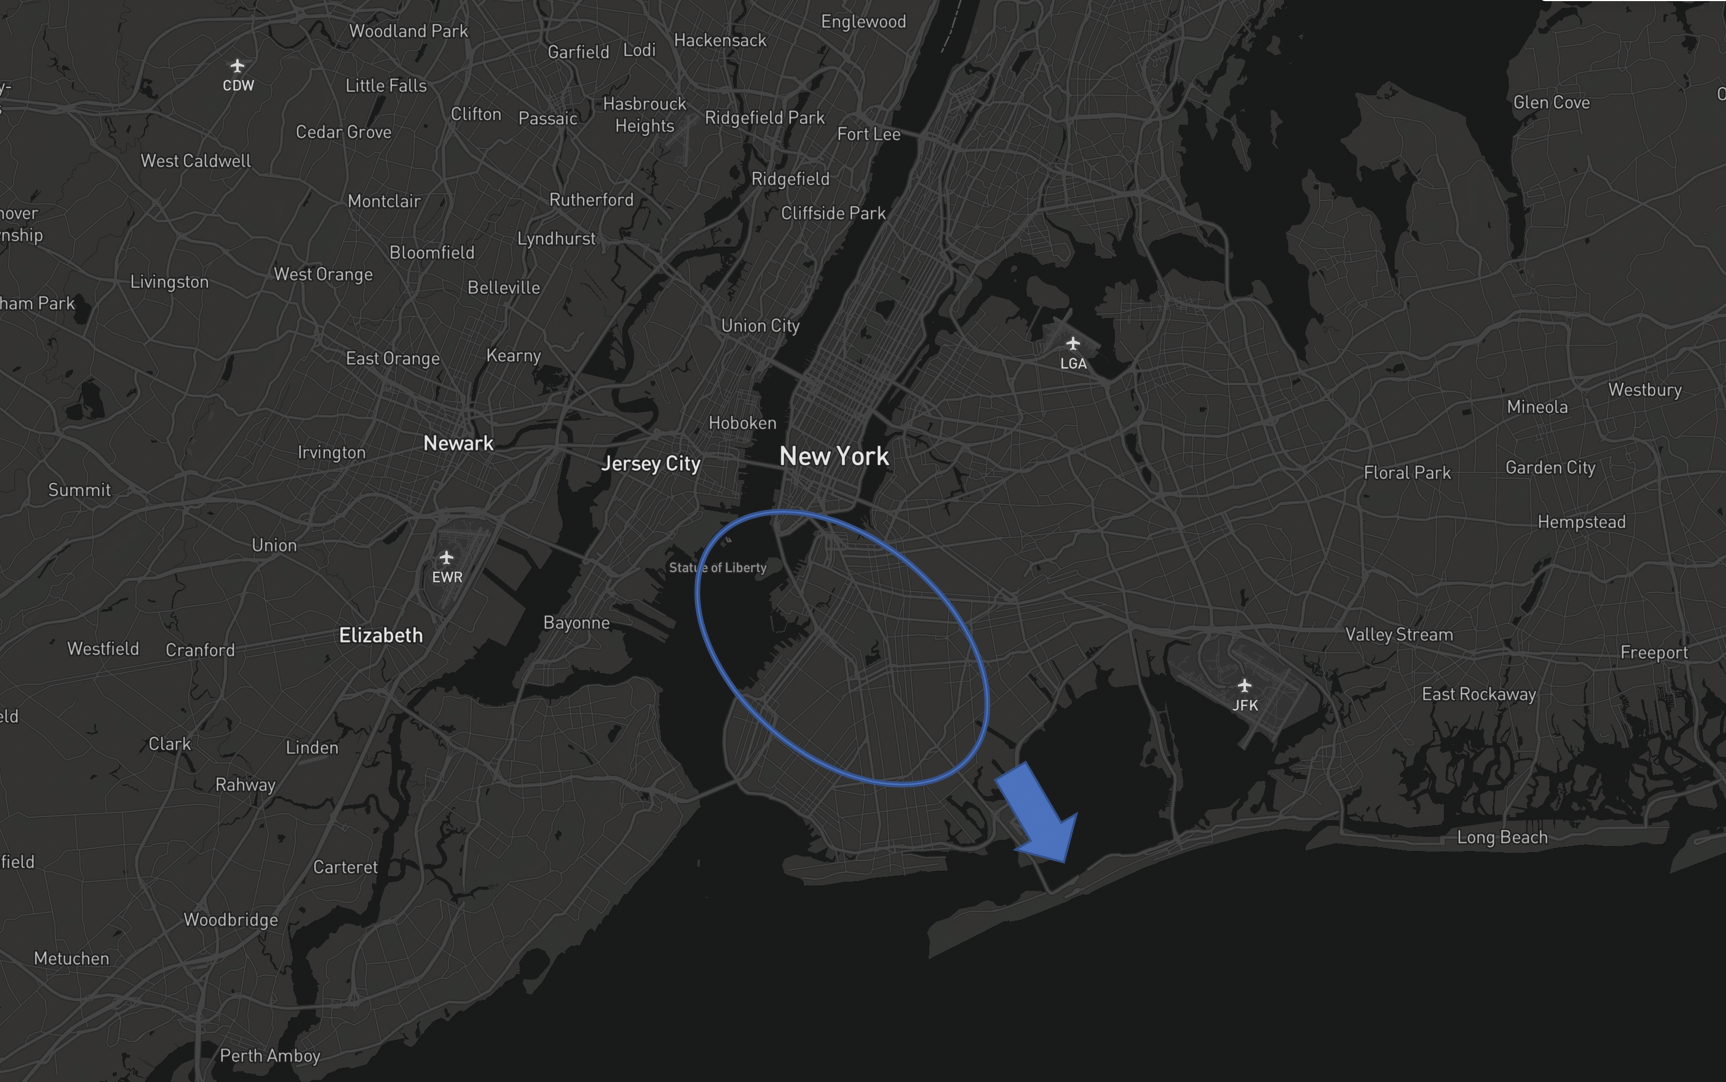 Englewood
Woodland Park
Hackensack
Garfield
Lodi
CDW
Little Falls
y-
Glen Cove
Hasbrouck
Heights
Clifton
Passaic
Ridgefield Park
Fort Lee
Cedar Grove
West Caldwell
Ridgefield
Montclair
Rutherford
nover
nship
Cliffside Park
Lyndhurst
Bloomfield
West Orange
Livingston
Belleville
ham Park
Union City
East Orange
Kearny
LGA
Westbury
Mineola
Hoboken
Newark
Irvington
New York
Jersey City
Floral Park
Garden City
Summit
Hempstead
Union
Statue of Liberty
EWR
Bayonne
Elizabeth
Valley Stream
Westfield
Cranford
Freeport
East Rockaway
JFK
eld
Clark
Linden
Rahway
Long Beach
field
Carteret
Woodbridge
Metuchen
Perth Amboy